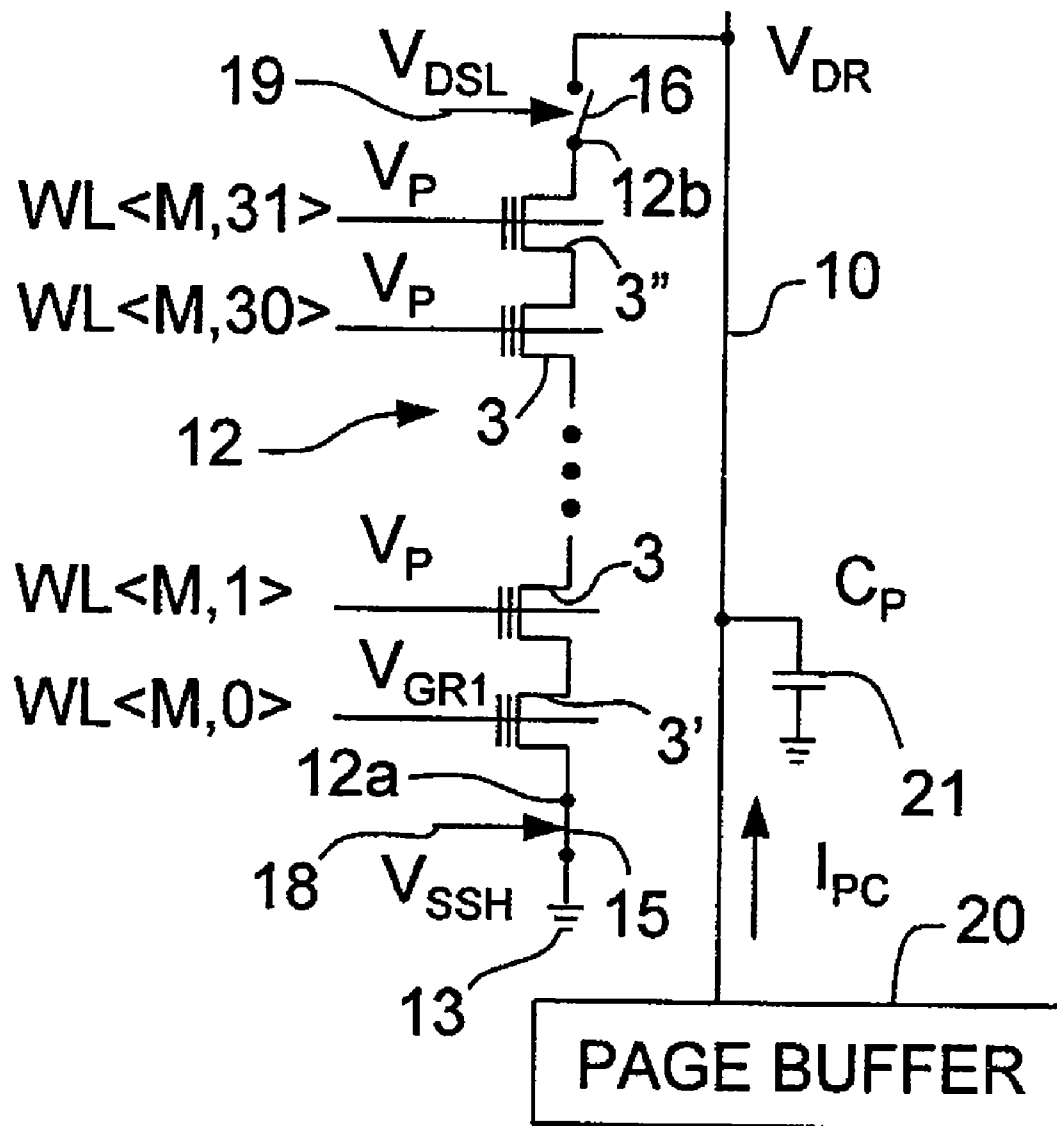 V_DSL
V_DR
19
16
V_P
12b
WL<M,31>
3”
10
V_P
WL<M,30>
3
12
V_P
3
C_P
WL<M,1>
V_GR1
WL<M,0>
3’
12a
21
18
V_SSH
15
I_PC
20
13
PAGE BUFFER